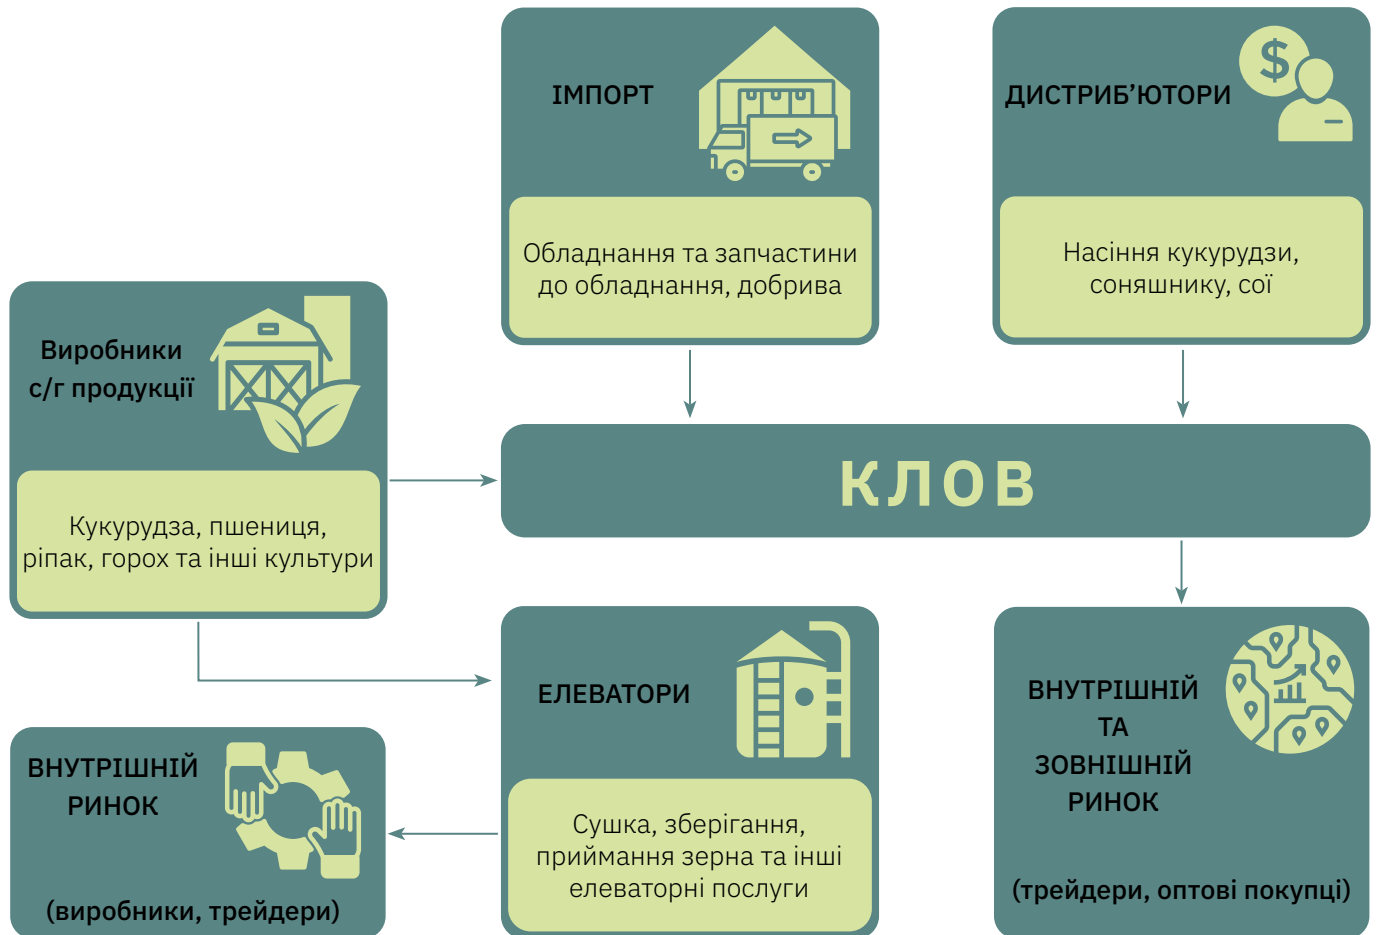 ІМПОРТ
Обладнання та запчастини
до обладнання, добрива
ДИСТРИБ’ЮТОРИ
Насіння кукурудзи,
соняшнику, сої
Виробники
с/г продукції
Кукурудза, пшениця,
ріпак, горох та інші культури
КЛОВ
ЕЛЕВАТОРИ
Сушка, зберігання,
приймання зерна та інші
елеваторні послуги
ВНУТРІШНІЙ
РИНОК
(виробники, трейдери)
ВНУТРІШНІЙ
ТА
ЗОВНІШНІЙ
РИНОК
(трейдери, оптові покупці)